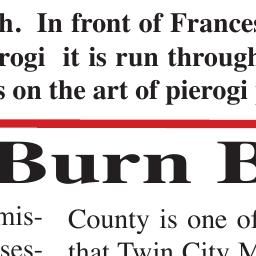 h. In front of Frances
rogi it is run through
s on the art of pierogi
Burn B
mis-
ses-
County is one of
that Twin City M